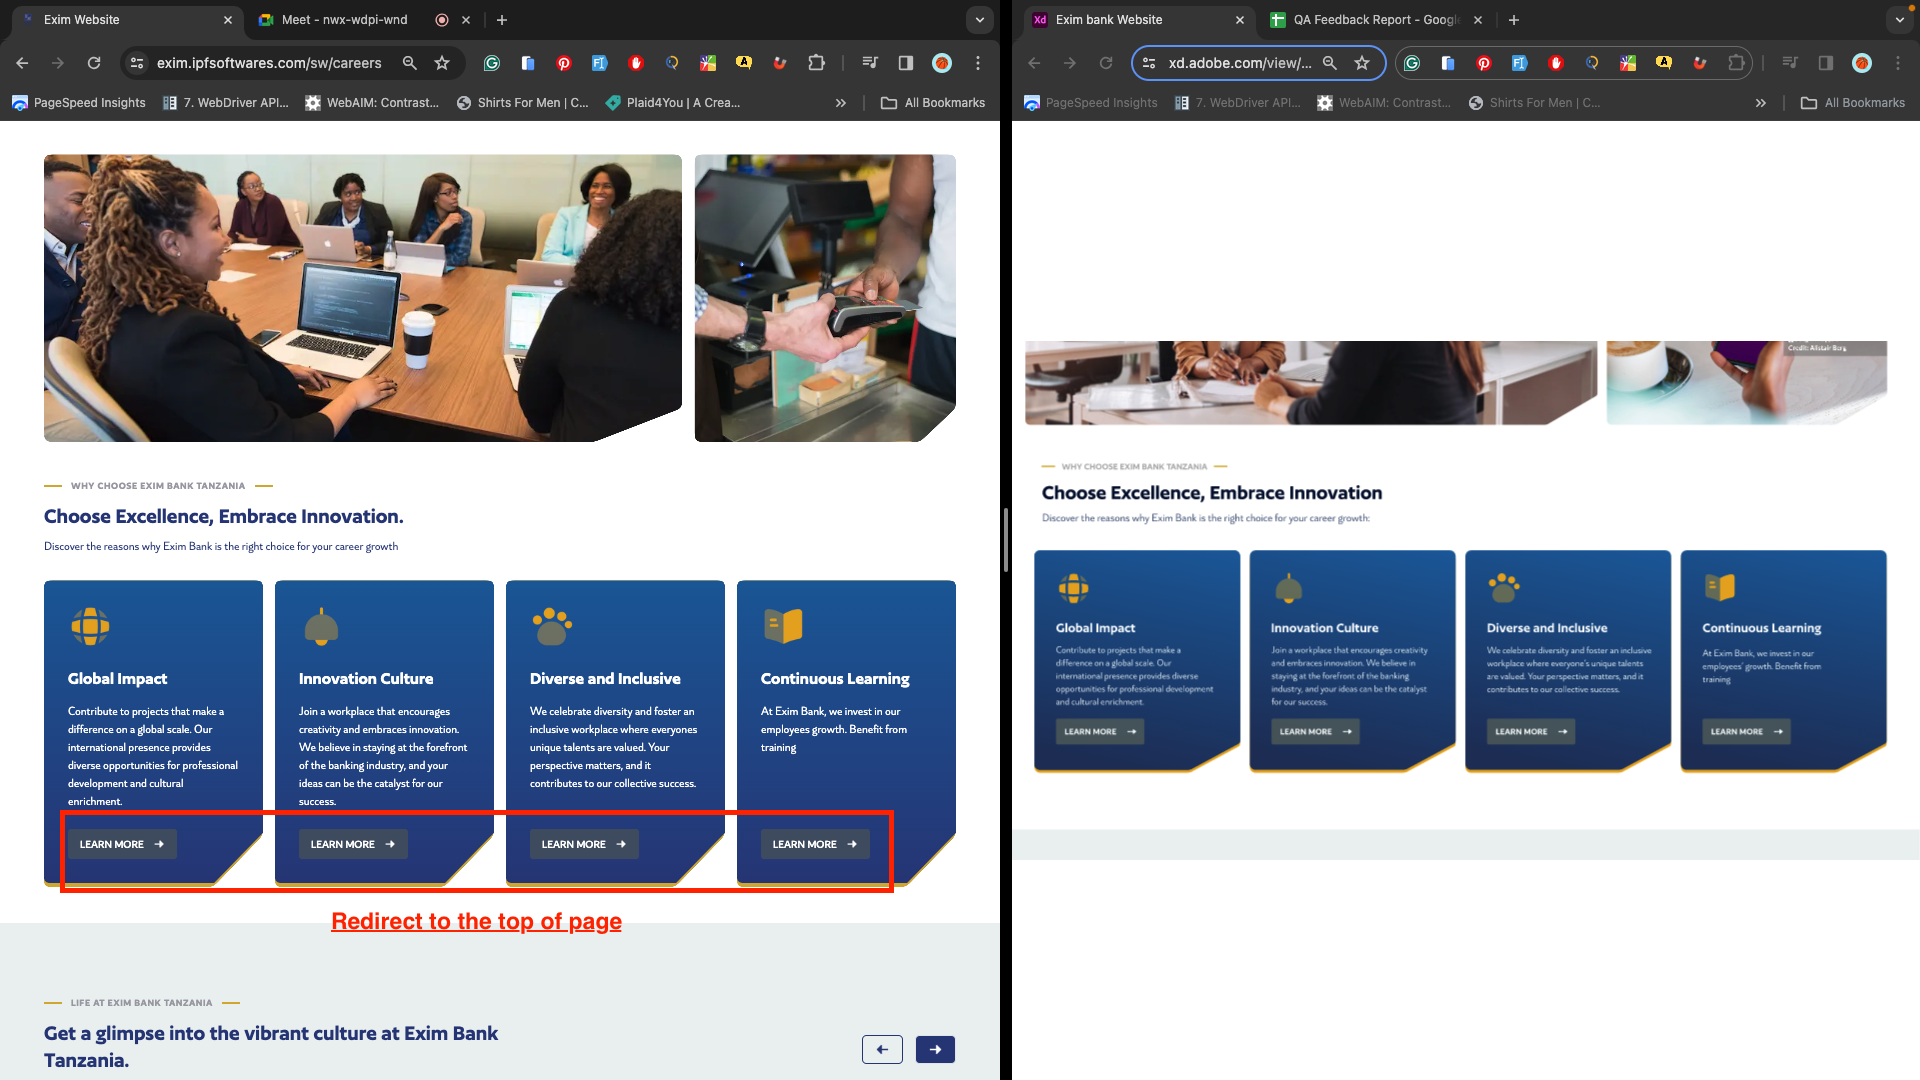 Exim Website
Meet - nwx-wdpi-wnd
exim.ipfsoftwares.com/sw/careers
PageSpeed Insights
7. WebDriver API...
WebAIM: Contrast...
Shirts For Men | C...
Plaid4You | A Crea...
»
All Bookmarks
WHY CHOOSE EXIM BANK TANZANIA
Choose Excellence, Embrace Innovation.
Discover the reasons why Exim Bank is the right choice for your career growth
Global Impact
Contribute to projects that make a
difference on a global scale. Our
international presence provides
diverse opportunities for professional
development and cultural
enrichment.
LEARN MORE
Innovation Culture
Join a workplace that encourages
creativity and embraces innovation.
We believe in staying at the forefront
of the banking industry, and your
ideas can be the catalyst for our
success.
LEARN MORE
Diverse and Inclusive
We celebrate diversity and foster an
inclusive workplace where everyones
unique talents are valued. Your
perspective matters, and it
contributes to our collective success.
LEARN MORE
Continuous Learning
At Exim Bank, we invest in our
employees growth. Benefit from
training
LEARN MORE
Redirect to the top of page
LIFE AT EXIM BANK TANZANIA
Get a glimpse into the vibrant culture at Exim Bank
Tanzania.
Xd
Exim bank Website
QA Feedback Report - Googl
xd.adobe.com/view/...
PageSpeed Insights
7. WebDriver API...
WebAIM: Contrast...
Shirts For Men | C...
»
All Bookmarks
Credit: Alistair Berg
WHY CHOOSE EXIM BANK TANZANIA
Choose Excellence, Embrace Innovation
Discover the reasons why Exim Bank is the right choice for your career growth:
Global Impact
Contribute to projects that make a
difference on a global scale. Our
international presence provides diverse
opportunities for professional development
and cultural enrichment.
LEARN MORE
Innovation Culture
Join a workplace that encourages creativity
and embraces innovation. We believe in
staying at the forefront of the banking
industry, and your ideas can be the catalyst
for our success.
LEARN MORE
Diverse and Inclusive
We celebrate diversity and foster an inclusive
workplace where everyone's unique talents
are valued. Your perspective matters, and it
contributes to our collective success.
LEARN MORE
Continuous Learning
At Exim Bank, we invest in our
employees' growth. Benefit from
training
LEARN MORE